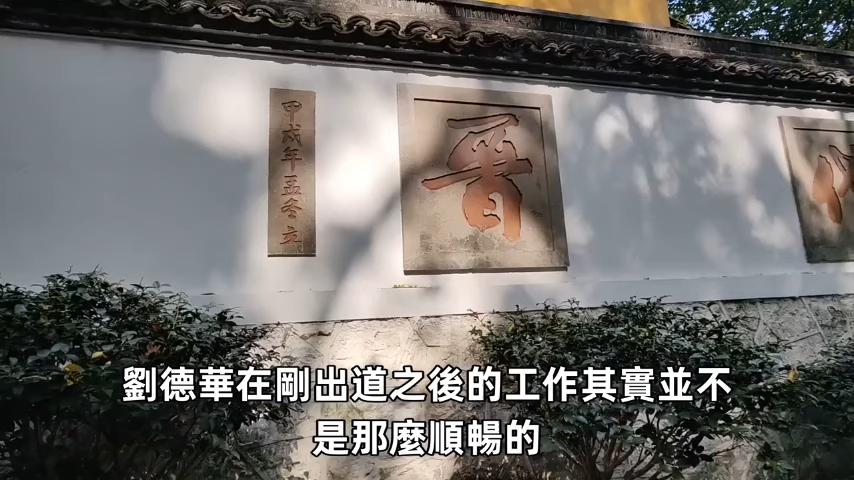 甲戌年孟冬立
晋
劉德華在剛出道之後的工作其實並不
是那麼順暢的